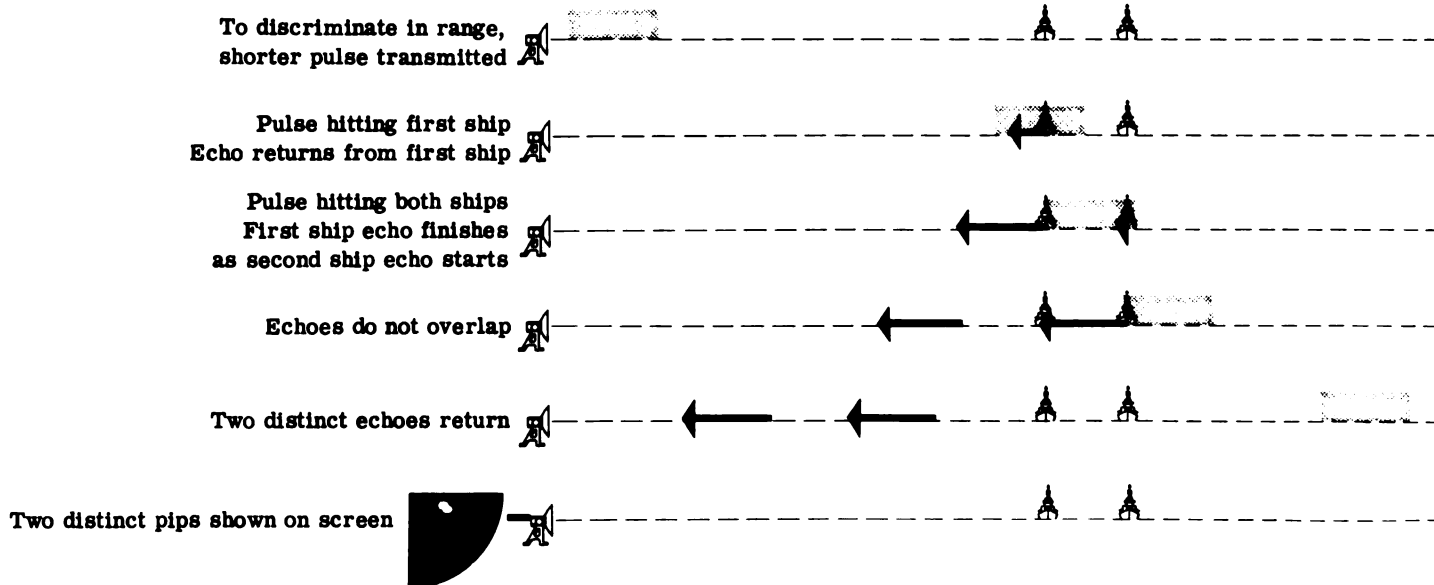 To discriminate in range,
shorter pulse transmitted
Pulse hitting first ship
Echo returns from first ship
Pulse hitting both ships
First ship echo finishes
as second ship echo starts
Echoes do not overlap
Two distinct echoes return
Two distinct pips shown on screen